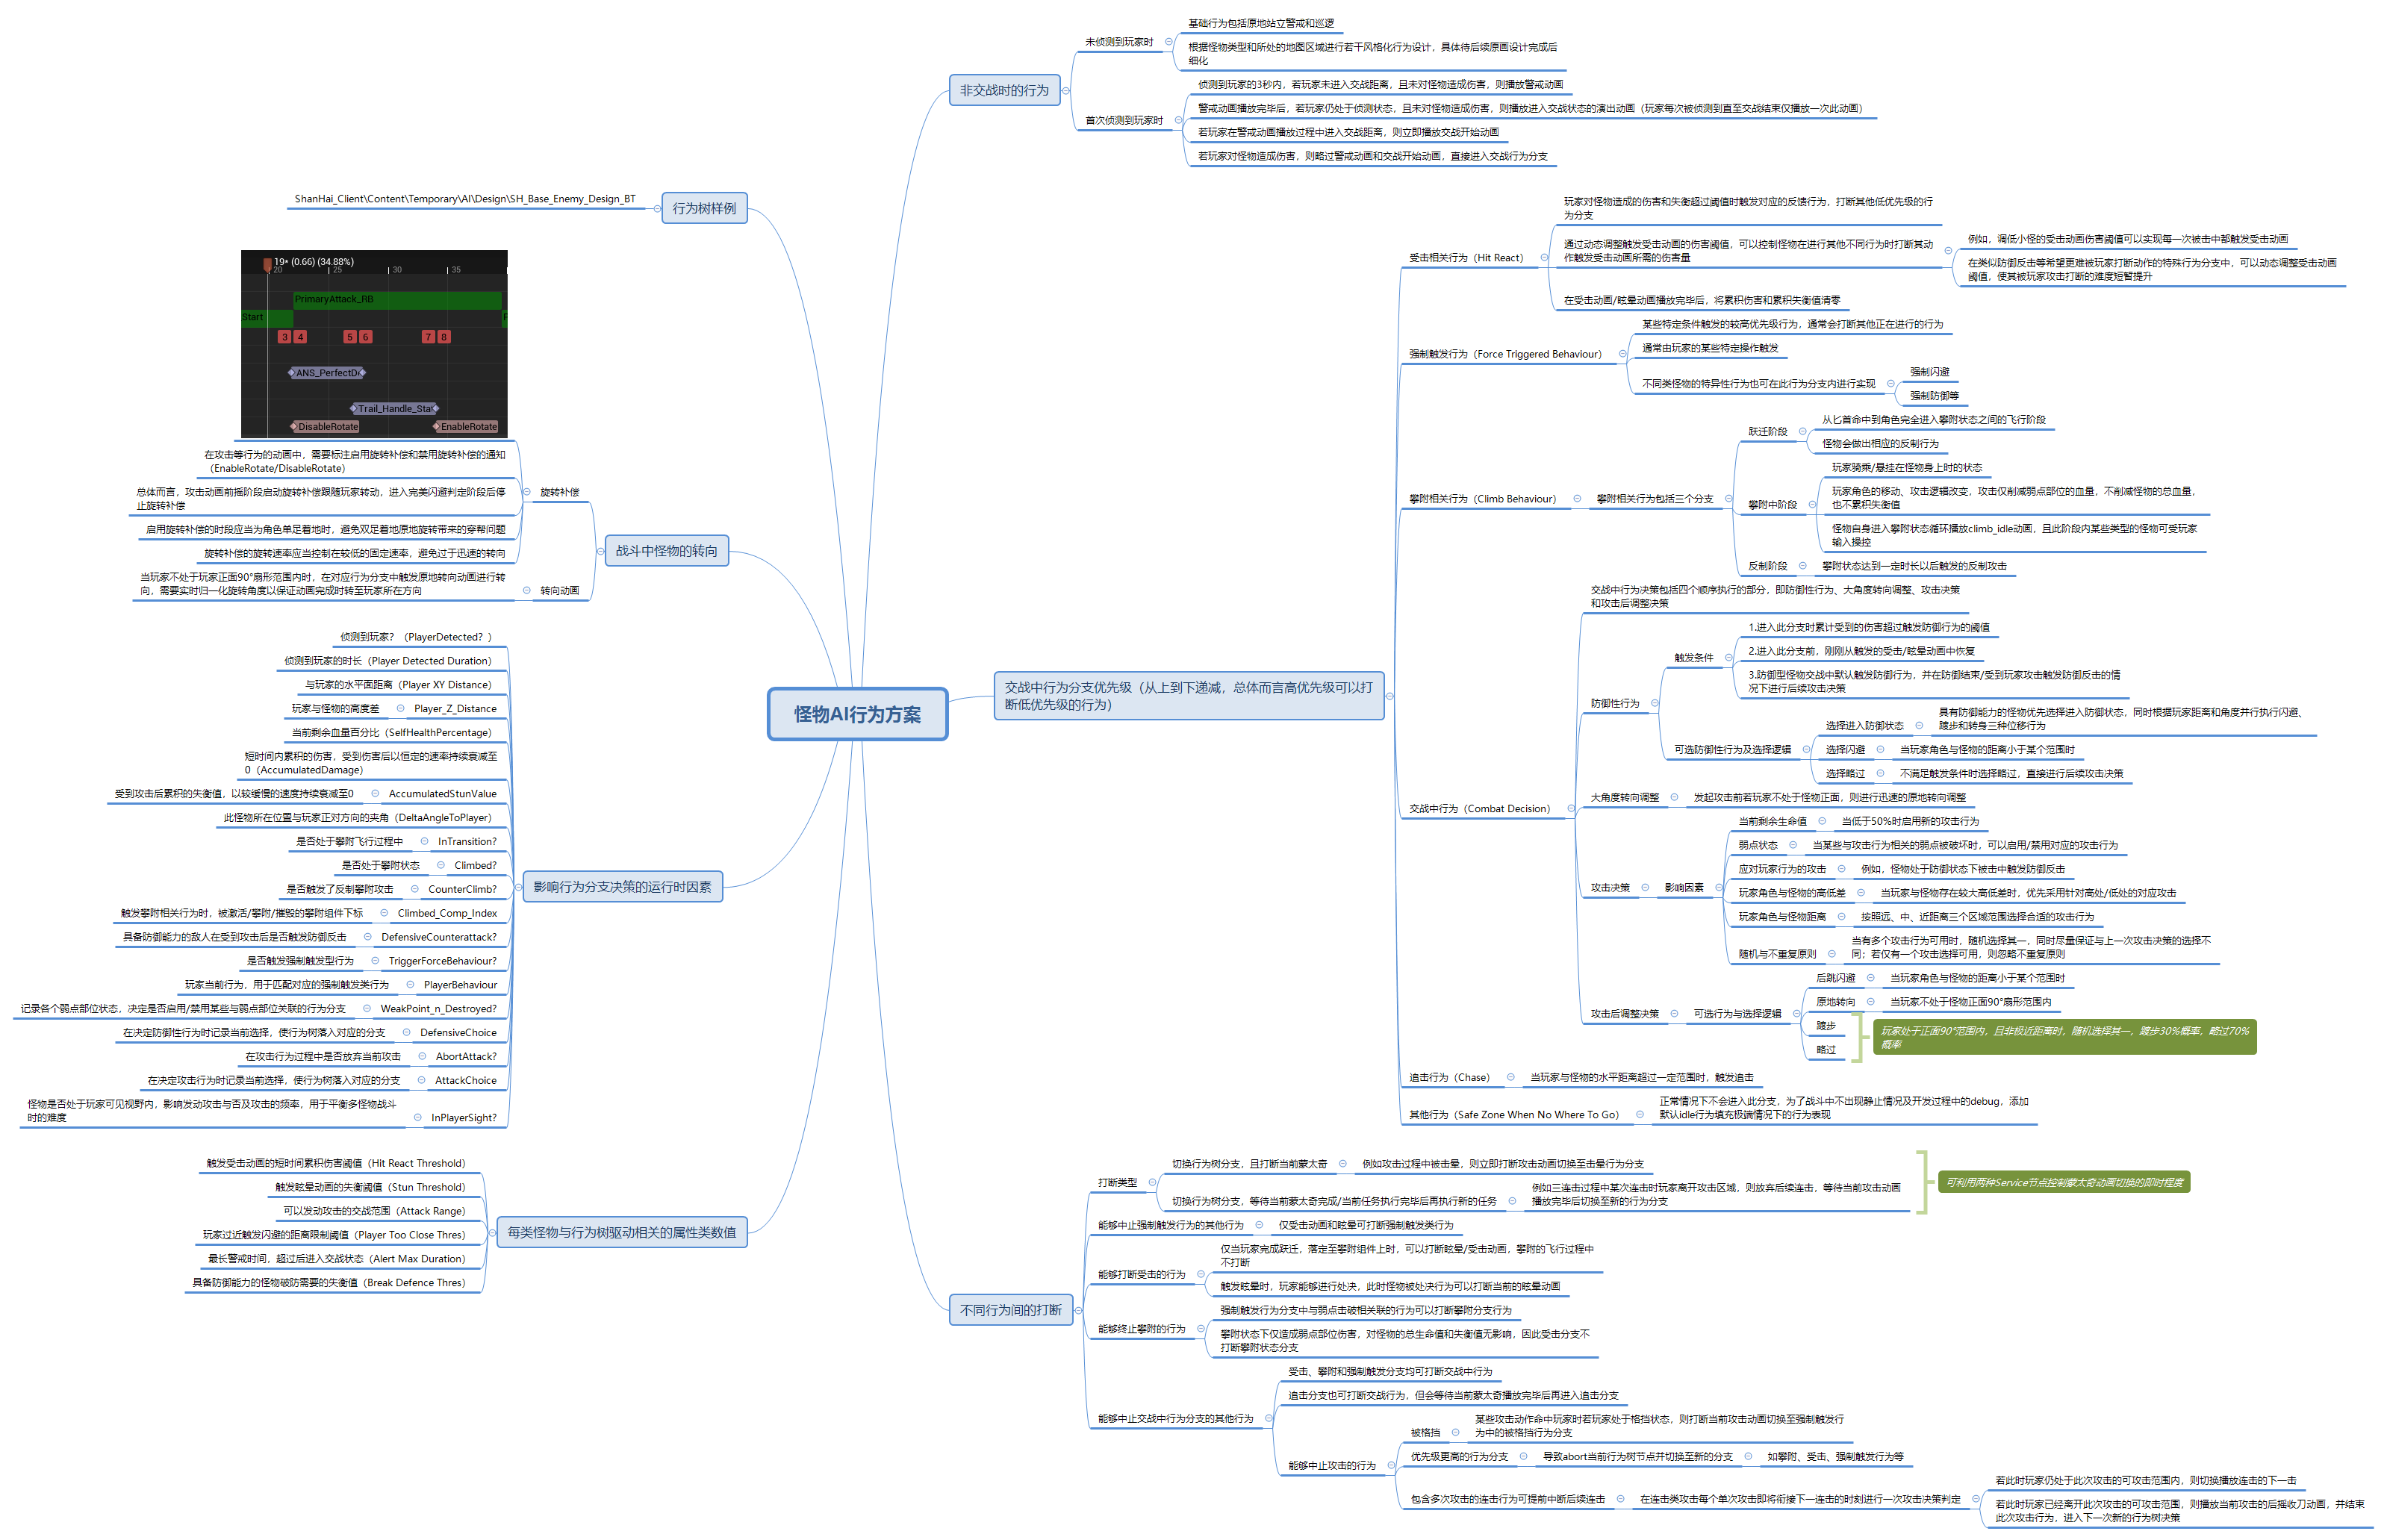 怪物AI行为方案
非交战时的行为
未侦测到玩家时
基础行为包括原地站立警戒和巡逻
根据怪物类型和所处的地图区域进行若干风格化行为设计，具体待后续原画设计完成后
细化
首次侦测到玩家时
侦测到玩家的3秒内，若玩家未进入交战距离，且未对怪物造成伤害，则播放警戒动画
警戒动画播放完毕后，若玩家仍处于侦测状态，且未对怪物造成伤害，则播放进入交战状态的演出动画（玩家每次被侦测到直至交战结束仅播放一次此动画）
若玩家在警戒动画播放过程中进入交战距离，则立即播放交战开始动画
若玩家对怪物造成伤害，则略过警戒动画和交战开始动画，直接进入交战行为分支
交战中行为分支优先级（从上到下递减，总体而言高优先级可以打
断低优先级的行为)
受击相关行为（Hit React）
玩家对怪物造成的伤害和失衡超过阈值时触发对应的反馈行为，打断其他低优先级的行
为分支
通过动态调整触发受击动画的伤害阈值，可以控制怪物在进行其他不同行为时打断其动
作触发受击动画所需的伤害量
例如，调低小怪的受击动画伤害阈值可以实现每一次被击中都触发受击动画
在类似防御反击等希望更难被玩家打断动作的特殊行为分支中，可以动态调整受击动画
阈值，使其被玩家攻击打断的难度短暂提升
在受击动画/眩晕动画播放完毕后，将累积伤害和累积失衡值清零
强制触发行为（Force Triggered Behaviour）
某些特定条件触发的较高优先级行为，通常会打断其他正在进行的行为
通常由玩家的某些特定操作触发
不同类怪物的特异性行为也可在此行为分支内进行实现
强制闪避
强制防御等
攀附相关行为（Climb Behaviour）
攀附相关行为包括三个分支
跃迁阶段
从匕首命中到角色完全进入攀附状态之间的飞行阶段
怪物会做出相应的反制行为
攀附中阶段
玩家骑乘/悬挂在怪物身上时的状态
玩家角色的移动、攻击逻辑改变，攻击仅削减弱点部位的血量，不削减怪物的总血量，
也不累积失衡值
怪物自身进入攀附状态循环播放climb_idle动画，且此阶段内某些类型的怪物可受玩家
输入操控
反制阶段
攀附状态达到一定时长以后触发的反制攻击
交战中行为（Combat Decision）
交战中行为决策包括四个顺序执行的部分，即防御性行为、大角度转向调整、攻击决策
和攻击后调整决策
防御性行为
触发条件
1.进入此分支时累计受到的伤害超过触发防御行为的阈值
2.进入此分支前，刚刚从触发的受击/眩晕动画中恢复
3.防御型怪物交战中默认触发防御行为，并在防御结束/受到玩家攻击触发防御反击的情
况下进行后续攻击决策
可选防御性行为及选择逻辑
选择进入防御状态
具有防御能力的怪物优先选择进入防御状态，同时根据玩家距离和角度并行执行闪避、
踱步和转身三种位移行为
选择闪避
当玩家角色与怪物的距离小于某个范围时
选择略过
不满足触发条件时选择略过，直接进行后续攻击决策
大角度转向调整
发起攻击前若玩家不处于怪物正面，则进行迅速的原地转向调整
攻击决策
影响因素
当前剩余生命值
当低于50%时启用新的攻击行为
弱点状态
当某些与攻击行为相关的弱点被破坏时，可以启用/禁用对应的攻击行为
应对玩家行为的攻击
例如，怪物处于防御状态下被击中触发防御反击
玩家角色与怪物的高低差
当玩家与怪物存在较大高低差时，优先采用针对高处/低处的对应攻击
玩家角色与怪物距离
按照远、中、近距离三个区域范围选择合适的攻击行为
随机与不重复原则
当有多个攻击行为可用时，随机选择其一，同时尽量保证与上一次攻击决策的选择不
同；若仅有一个攻击选择可用，则忽略不重复原则
攻击后调整决策
可选行为与选择逻辑
后跳闪避
当玩家角色与怪物的距离小于某个范围时
原地转向
当玩家不处于怪物正面90°扇形范围内
踱步
略过
玩家处于正面90°范围内，且非极近距离时，随机选择其一，踱步30%概率，略过70%
概率
追击行为（Chase）
当玩家与怪物的水平距离超过一定范围时，触发追击
其他行为（Safe Zone When No Where To Go）
正常情况下不会进入此分支，为了战斗中不出现静止情况及开发过程中的debug，添加
默认idle行为填充极端情况下的行为表现
不同行为间的打断
打断类型
切换行为树分支，且打断当前蒙太奇
例如攻击过程中被击晕，则立即打断攻击动画切换至击晕行为分支
切换行为树分支，等待当前蒙太奇完成/当前任务执行完毕后再执行新的任务
例如三连击过程中某次连击时玩家离开攻击区域，则放弃后续连击，等待当前攻击动画
播放完毕后切换至新的行为分支
可利用两种Service节点控制蒙太奇动画切换的即时程度
能够中止强制触发行为的其他行为
仅受击动画和眩晕可打断强制触发类行为
能够打断受击的行为
仅当玩家完成跃迁，落定至攀附组件上时，可以打断眩晕/受击动画，攀附的飞行过程中
不打断
触发眩晕时，玩家能够进行处决，此时怪物被处决行为可以打断当前的眩晕动画
能够终止攀附的行为
强制触发行为分支中与弱点击破相关联的行为可以打断攀附分支行为
攀附状态下仅造成弱点部位伤害，对怪物的总生命值和失衡值无影响，因此受击分支不
打断攀附状态分支
能够中止交战中行为分支的其他行为
受击、攀附和强制触发分支均可打断交战中行为
追击分支也可打断交战行为，但会等待当前蒙太奇播放完毕后再进入追击分支
能够中止攻击的行为
被格挡
某些攻击动作命中玩家时若玩家处于格挡状态，则打断当前攻击动画切换至强制触发行
为中的被格挡行为分支
优先级更高的行为分支
导致abort当前行为树节点并切换至新的分支
如攀附、受击、强制触发行为等
包含多次攻击的连击行为可提前中断后续连击
在连击类攻击每个单次攻击即将衔接下一连击的时刻进行一次攻击决策判定
若此时玩家仍处于此次攻击的可攻击范围内，则切换播放连击的下一击
若此时玩家已经离开此次攻击的可攻击范围，则播放当前攻击的后摇收刀动画，并结束
此次攻击行为，进入下一次新的行为树决策
行为树样例
ShanHai_Client\Content\Temporary\AI\Design\SH_Base_Enemy_Design_BT
战斗中怪物的转向
旋转补偿
19* (0.66) (34.88%)
20 25 30 35
PrimaryAttack_RB
Start
3 4 5 6 7 8
ANS_PerfectD
Trail_Handle_Sta
DisableRotate EnableRotate
在攻击等行为的动画中，需要标注启用旋转补偿和禁用旋转补偿的通知
（EnableRotate/DisableRotate）
总体而言，攻击动画前摇阶段启动旋转补偿跟随玩家转动，进入完美闪避判定阶段后停
止旋转补偿
启用旋转补偿的时段应当为角色单足着地时，避免双足着地原地旋转带来的穿帮问题
旋转补偿的旋转速率应当控制在较低的固定速率，避免过于迅速的转向
转向动画
当玩家不处于玩家正面90°扇形范围内时，在对应行为分支中触发原地转向动画进行转
向，需要实时归一化旋转角度以保证动画完成时转至玩家所在方向
影响行为分支决策的运行时因素
侦测到玩家？（PlayerDetected？）
侦测到玩家的时长（Player Detected Duration）
与玩家的水平面距离（Player XY Distance）
玩家与怪物的高度差
Player_Z_Distance
当前剩余血量百分比（SelfHealthPercentage）
短时间内累积的伤害，受到伤害后以恒定的速率持续衰减至
0（AccumulatedDamage）
受到攻击后累积的失衡值，以较缓慢的速度持续衰减至0
AccumulatedStunValue
此怪物所在位置与玩家正对方向的夹角（DeltaAngleToPlayer）
是否处于攀附飞行过程中
InTransition?
是否处于攀附状态
Climbed?
是否触发了反制攀附攻击
CounterClimb?
触发攀附相关行为时，被激活/攀附/摧毁的攀附组件下标
Climbed_Comp_Index
具备防御能力的敌人在受到攻击后是否触发防御反击
DefensiveCounterattack?
是否触发强制触发型行为
TriggerForceBehaviour?
玩家当前行为，用于匹配对应的强制触发类行为
PlayerBehaviour
记录各个弱点部位状态，决定是否启用/禁用某些与弱点部位关联的行为分支
WeakPoint_n_Destroyed?
在决定防御性行为时记录当前选择，使行为树落入对应的分支
DefensiveChoice
在攻击行为过程中是否放弃当前攻击
AbortAttack?
在决定攻击行为时记录当前选择，使行为树落入对应的分支
AttackChoice
怪物是否处于玩家可见视野内，影响发动攻击与否及攻击的频率，用于平衡多怪物战斗
时的难度
InPlayerSight?
每类怪物与行为树驱动相关的属性类数值
触发受击动画的短时间累积伤害阈值（Hit React Threshold）
触发眩晕动画的失衡阈值（Stun Threshold）
可以发动攻击的交战范围（Attack Range）
玩家过近触发闪避的距离限制阈值（Player Too Close Thres）
最长警戒时间，超过后进入交战状态（Alert Max Duration）
具备防御能力的怪物破防需要的失衡值（Break Defence Thres）